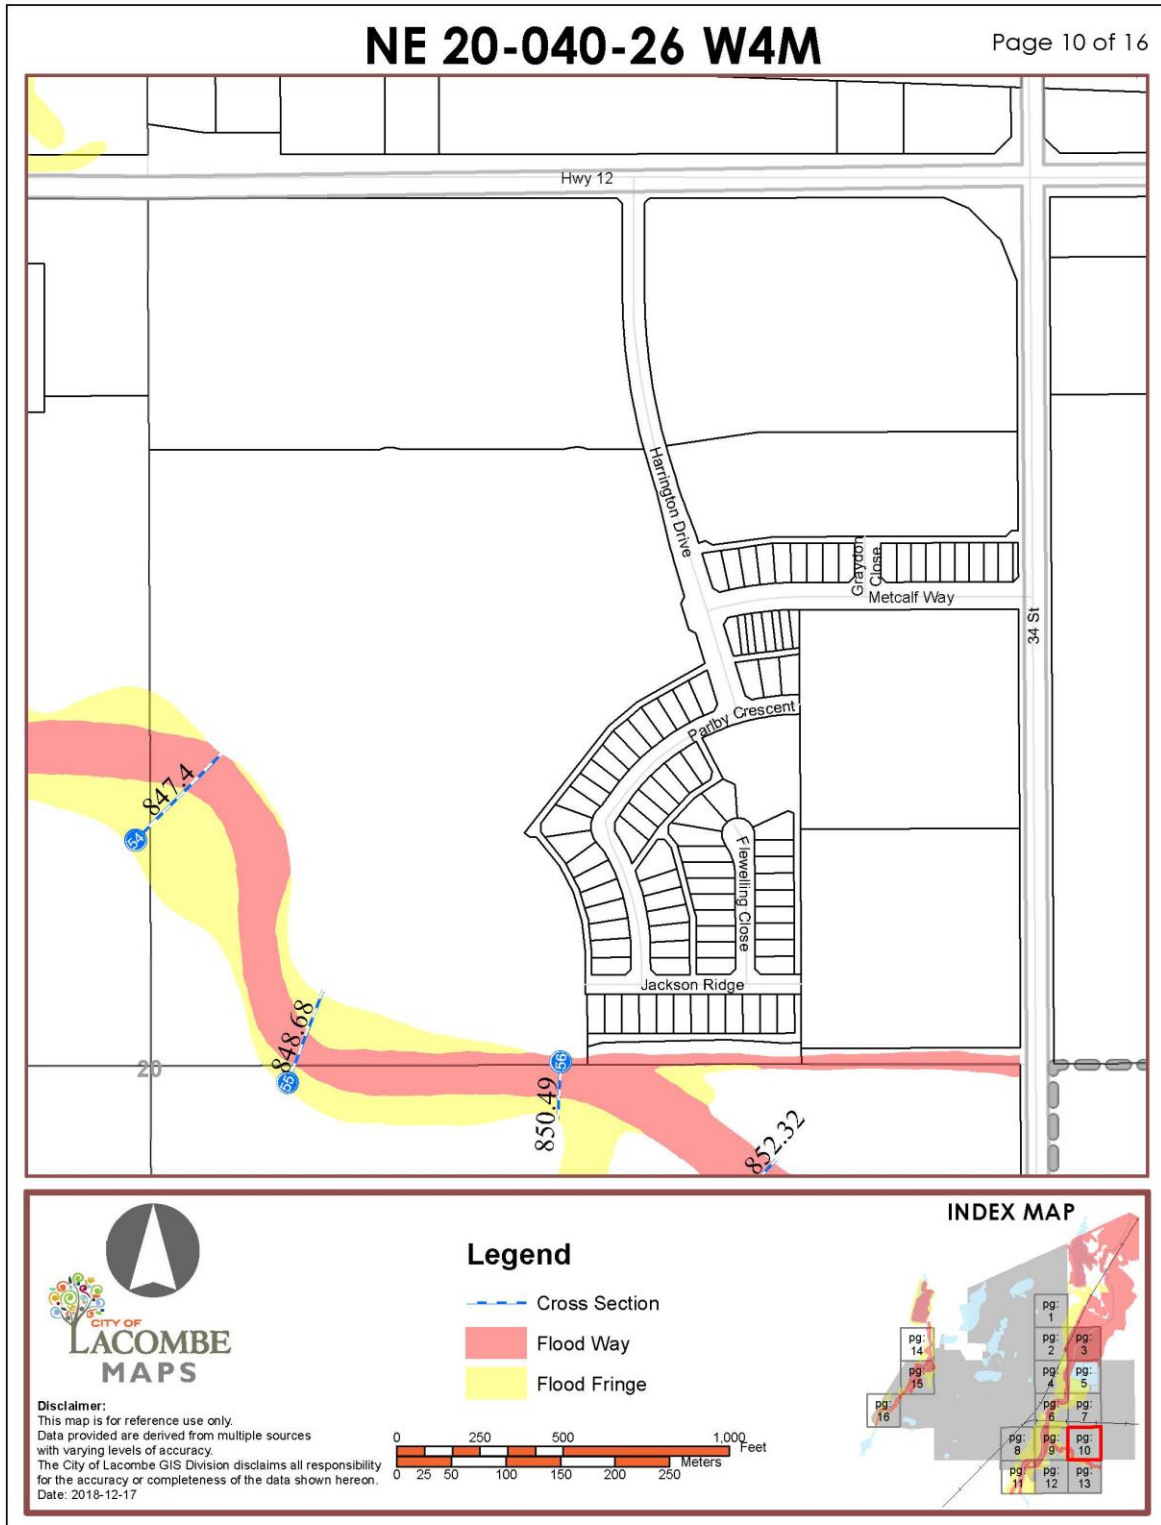 NE 20-040-26 W4M
Page 10 of 16
Hwy 12
Harrington Drive
Graydon
Close
Metcalf Way
34 St
Parlby Crescent
Flewelling Close
Jackson Ridge
847.4
54
848.68
55
20
56
850.49
852.32
CITY OF
LACOMBE
MAPS
Legend
Cross Section
Flood Way
Flood Fringe
Disclaimer:
This map is for reference use only.
Data provided are derived from multiple sources
with varying levels of accuracy.
The City of Lacombe GIS Division disclaims all responsibility
for the accuracy or completeness of the data shown hereon.
Date: 2018-12-17
0 250 500 1,000
Feet
Meters
0 25 50 100 150 200 250
INDEX MAP
pg:
1
pg:
2
pg:
3
pg:
4
pg:
5
pg:
6
pg:
7
pg:
8
pg:
9
pg:
10
pg:
11
pg:
12
pg:
13
pg:
14
pg:
15
pg:
16